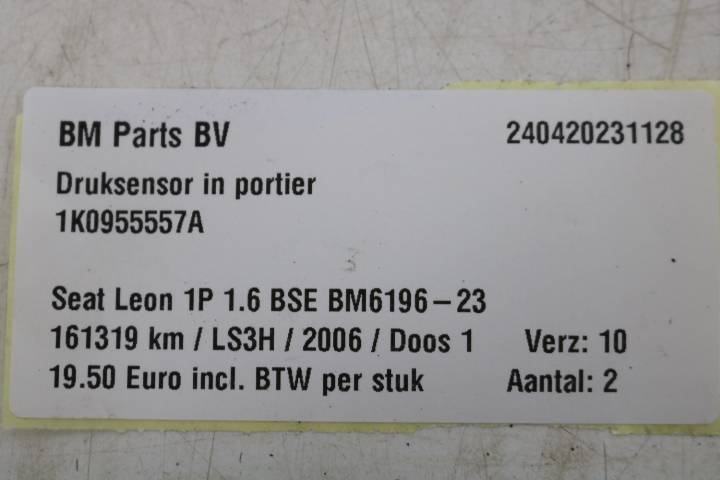 BM Parts BV 240420231128
Druksensor in portier
1K0955557A
Seat Leon 1P 1.6 BSE BM6196-23
161319 km / LS3H / 2006 / Doos 1 Verz: 10
19.50 Euro incl. BTW per stuk Aantal: 2